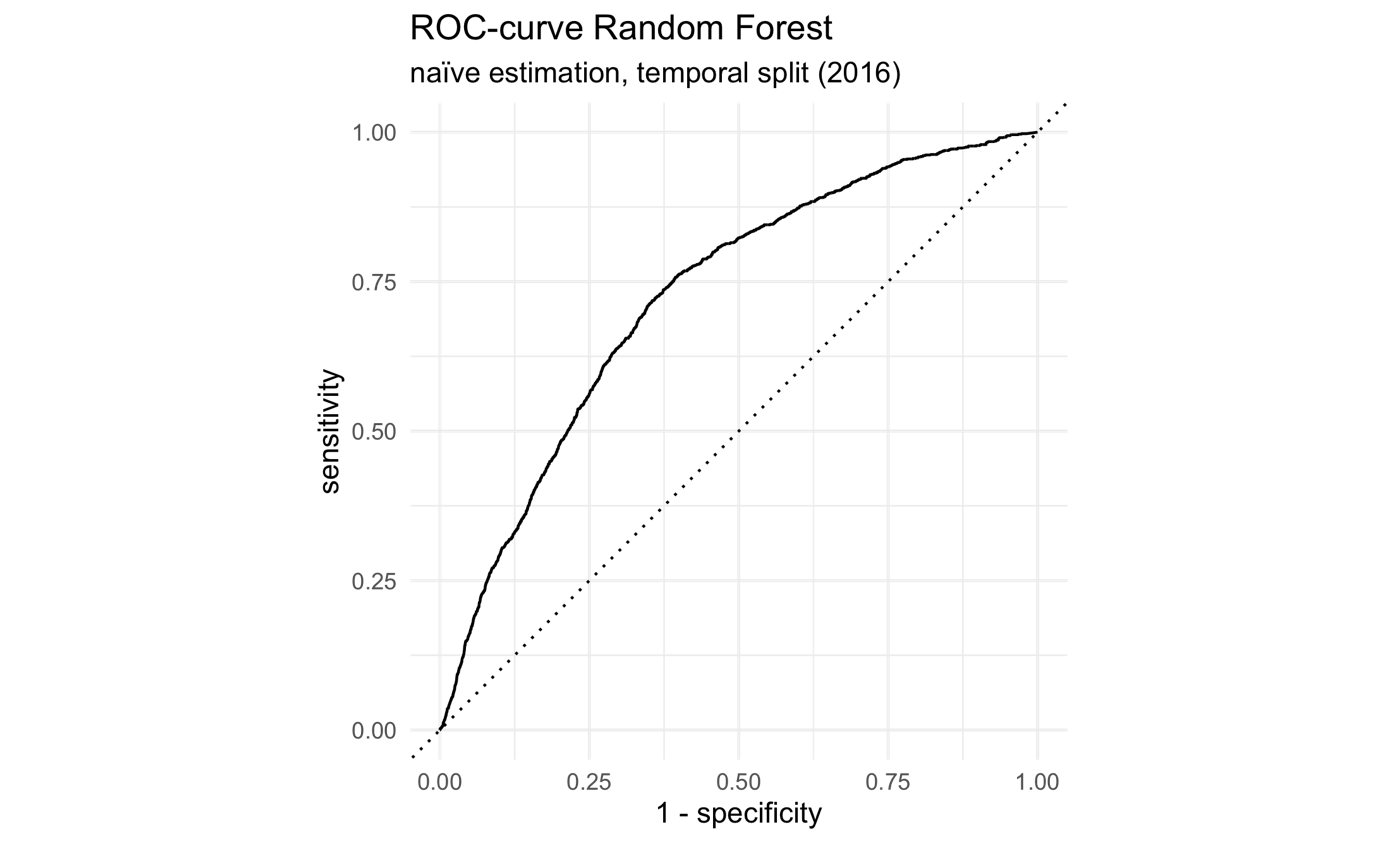 ROC-curve Random Forest
naïve estimation, temporal split (2016)
1.00
0.75
0.50
0.25
0.00
sensitivity
0.00 0.25 0.50 0.75 1.00
1 - specificity